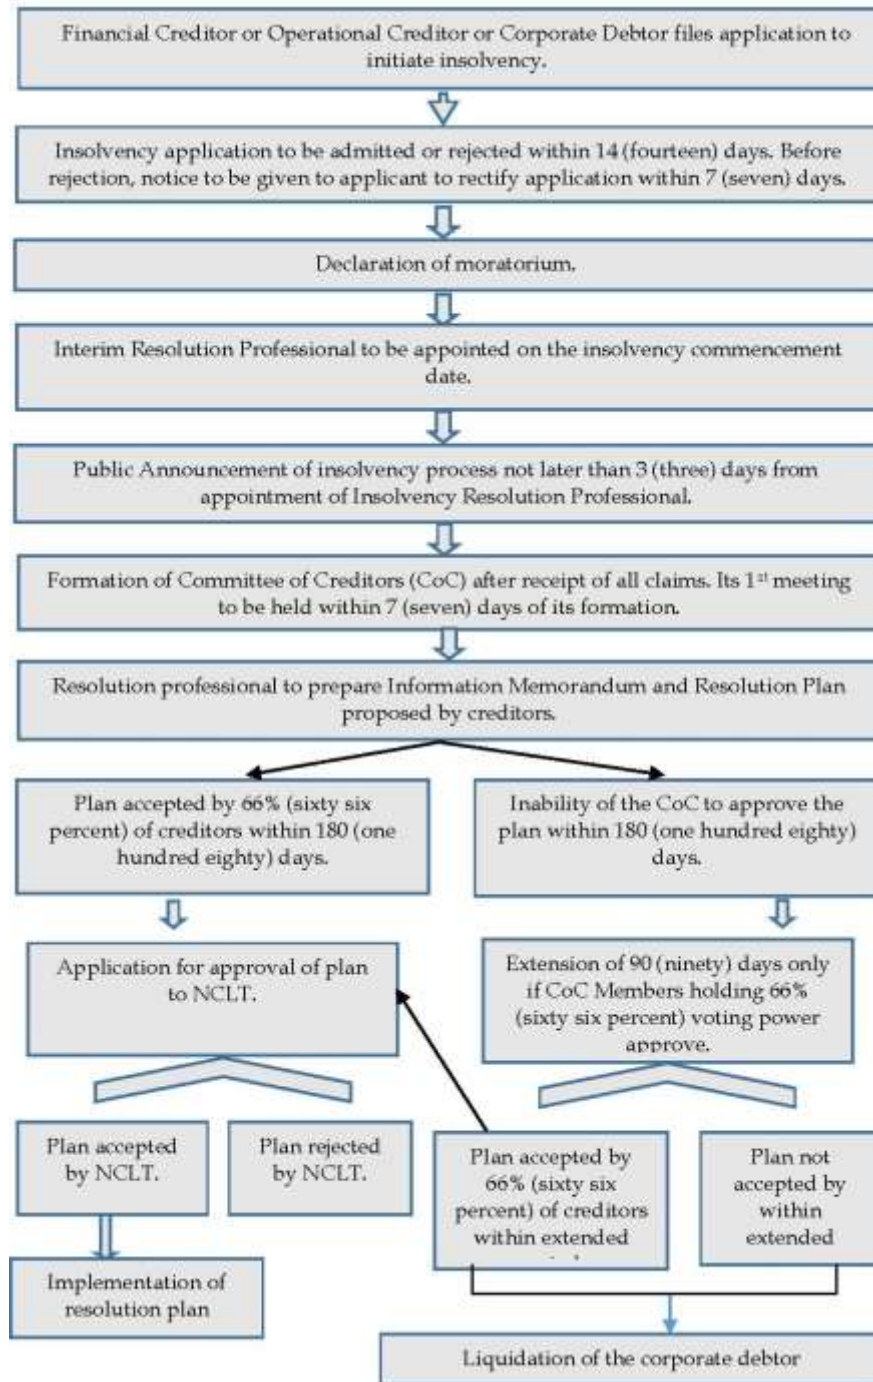 Financial Creditor or Operational Creditor or Corporate Debtor files application to
initiate insolvency.
Insolvency application to be admitted or rejected within 14 (fourteen) days. Before
rejection, notice to be given to applicant to rectify application within 7 (seven) days.
Declaration of moratorium.
Interim Resolution Professional to be appointed on the insolvency commencement
date.
Public Announcement of insolvency process not later than 3 (three) days from
appointment of Insolvency Resolution Professional.
Formation of Committee of Creditors (CoC) after receipt of all claims. Its 1st meeting
to be held within 7 (seven) days of its formation.
Resolution professional to prepare Information Memorandum and Resolution Plan
proposed by creditors.
Plan accepted by 66% (sixty six
percent) of creditors within 180 (one
hundred eighty) days.
Inability of the CoC to approve the
plan within 180 (one hundred eighty)
days.
Application for approval of plan
to NCLT.
Extension of 90 (ninety) days only
if CoC Members holding 66%
(sixty six percent) voting power
approve.
Plan accepted
by NCLT.
Plan rejected
by NCLT.
Plan accepted by
66% (sixty six
percent) of creditors
within extended
Plan not
accepted by
within
extended
Implementation of
resolution plan
Liquidation of the corporate debtor